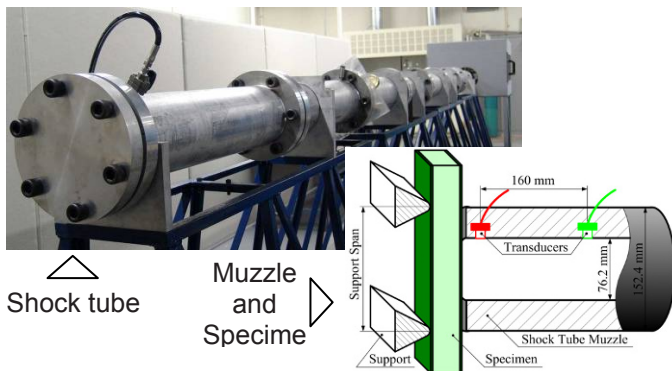 Shock tube
Muzzle
and
Specime
160 mm
Transducers
Support Span
76.2 mm
152.4 mm
Shock Tube Muzzle
Support
Specimen